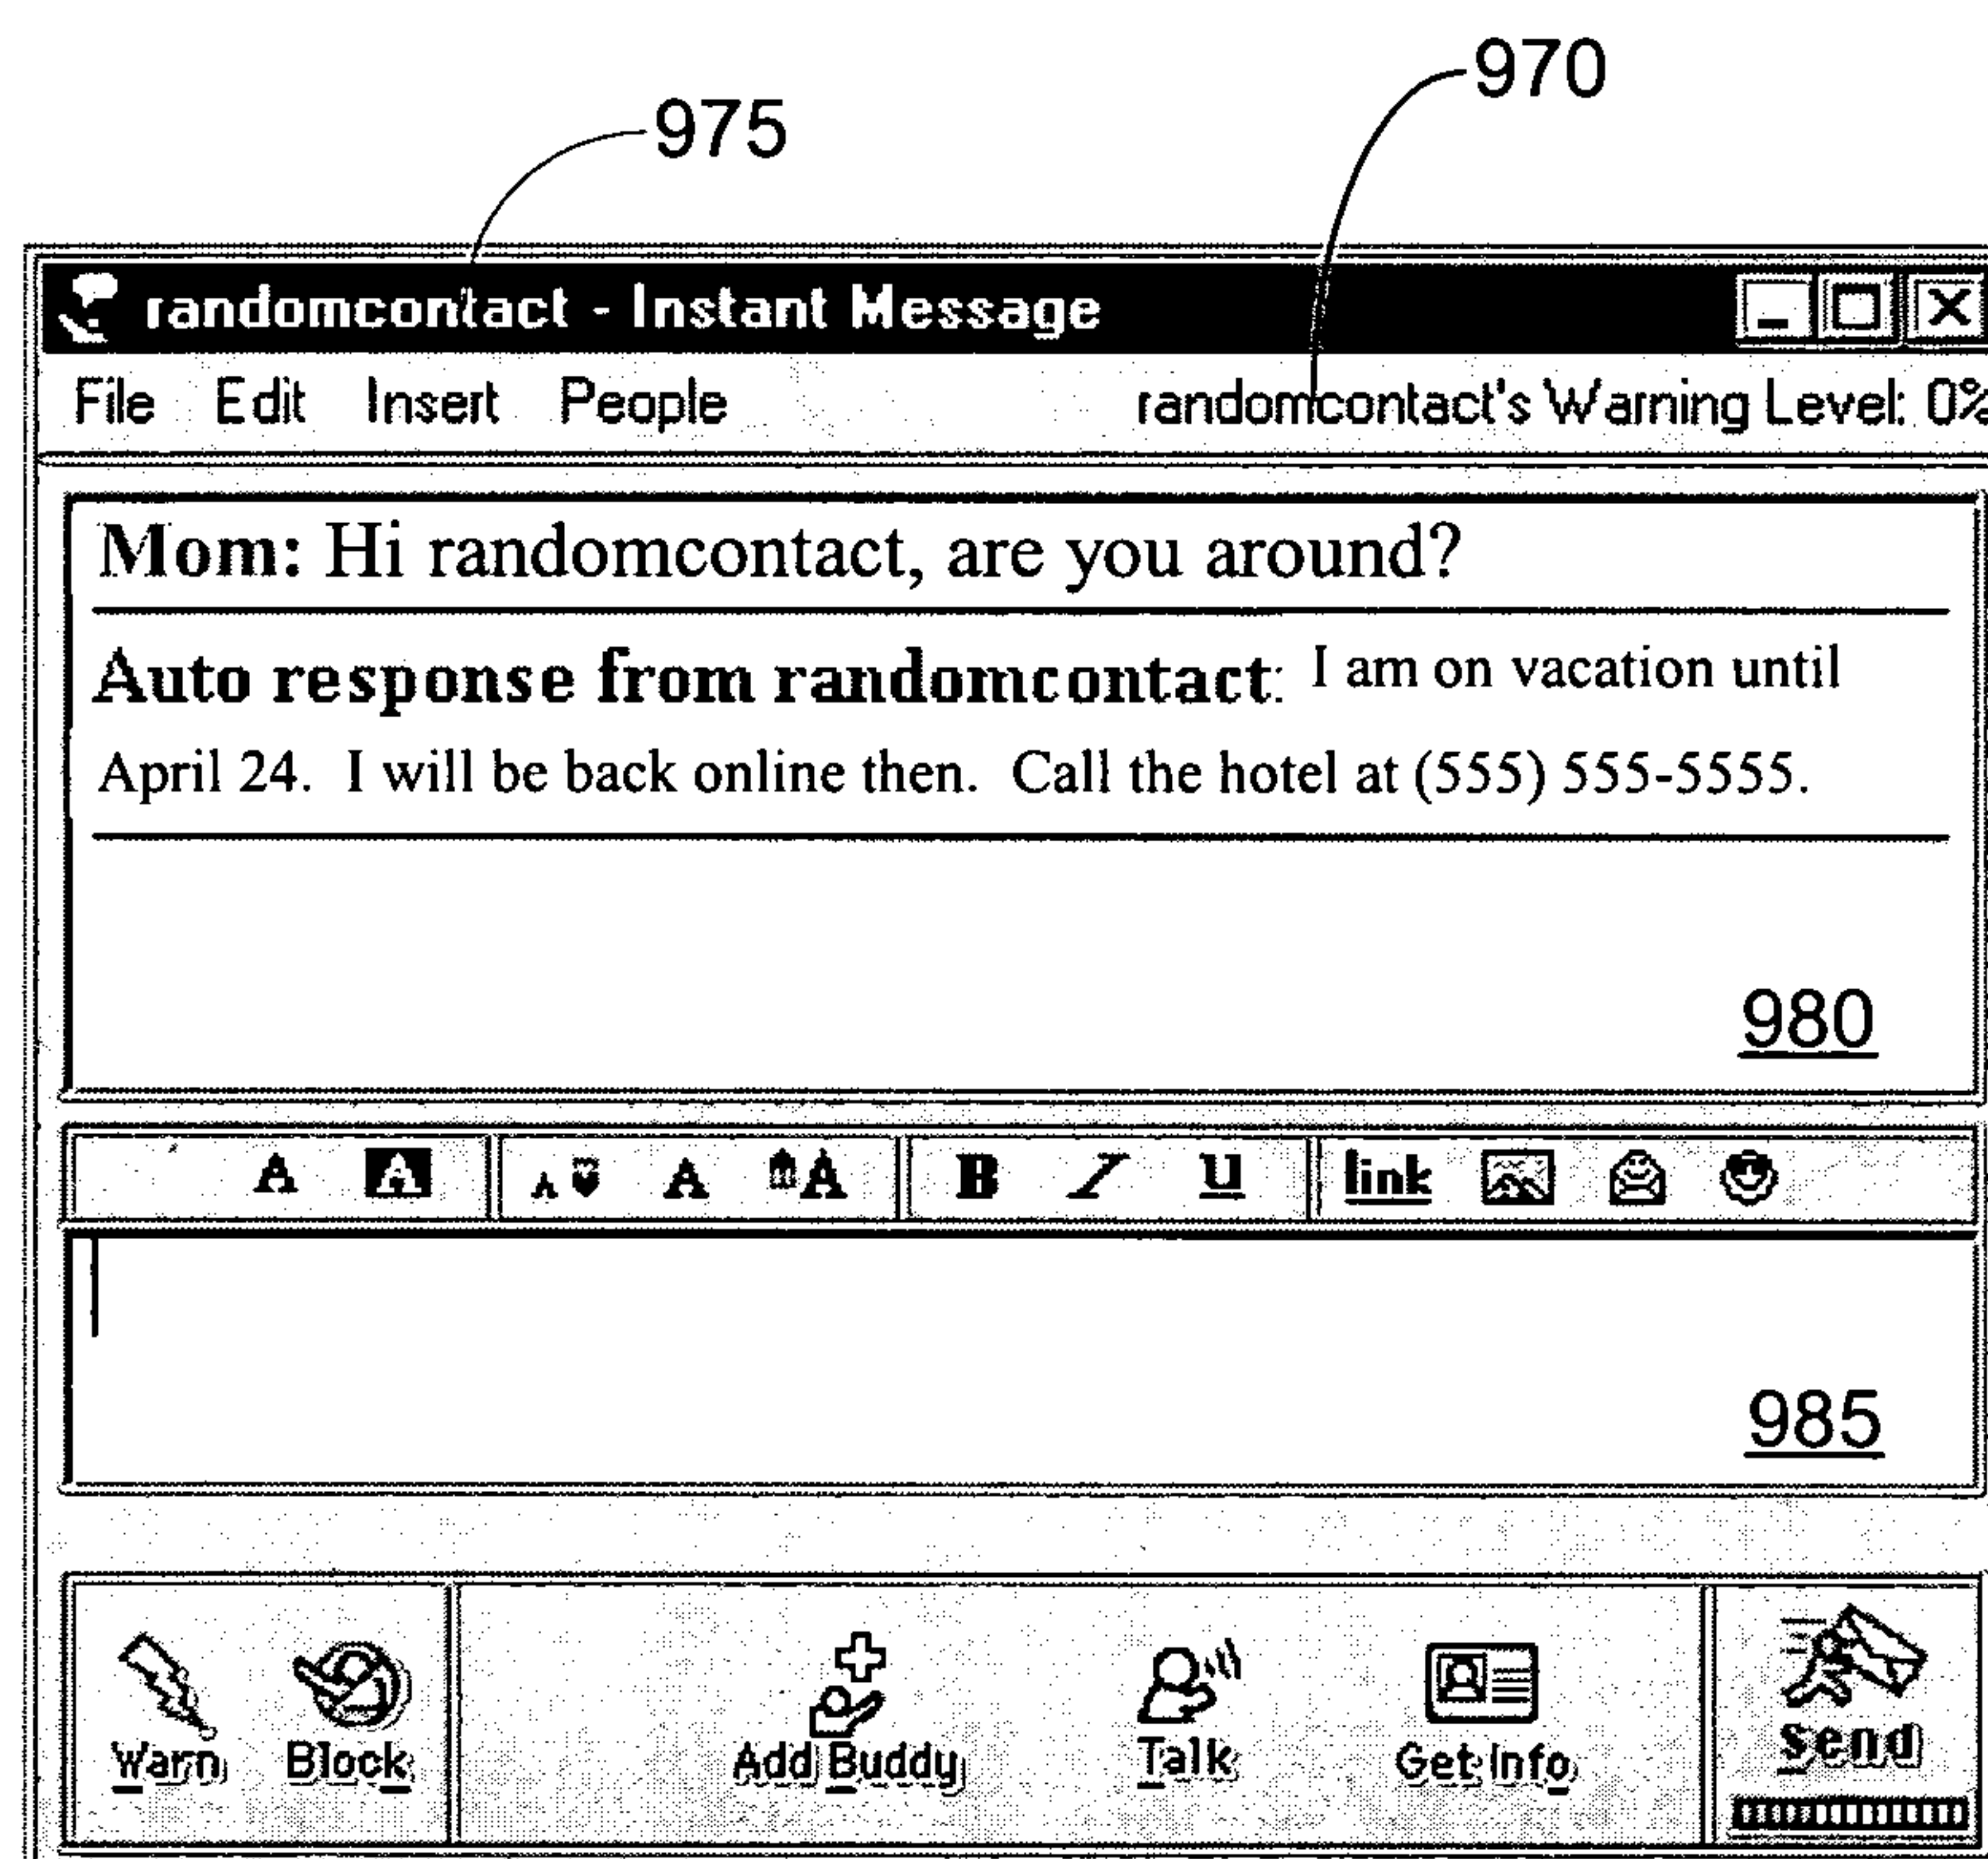 970
975
randomcontact - Instant Message
File Edit Insert People randomcontact's Warning Level: 0%
Mom: Hi randomcontact, are you around?
Auto response from randomcontact: I am on vacation until
April 24. I will be back online then. Call the hotel at (555) 555-5555.
980
A A A A A B I U link
985
Warn Block Add Buddy Talk Get Info Send